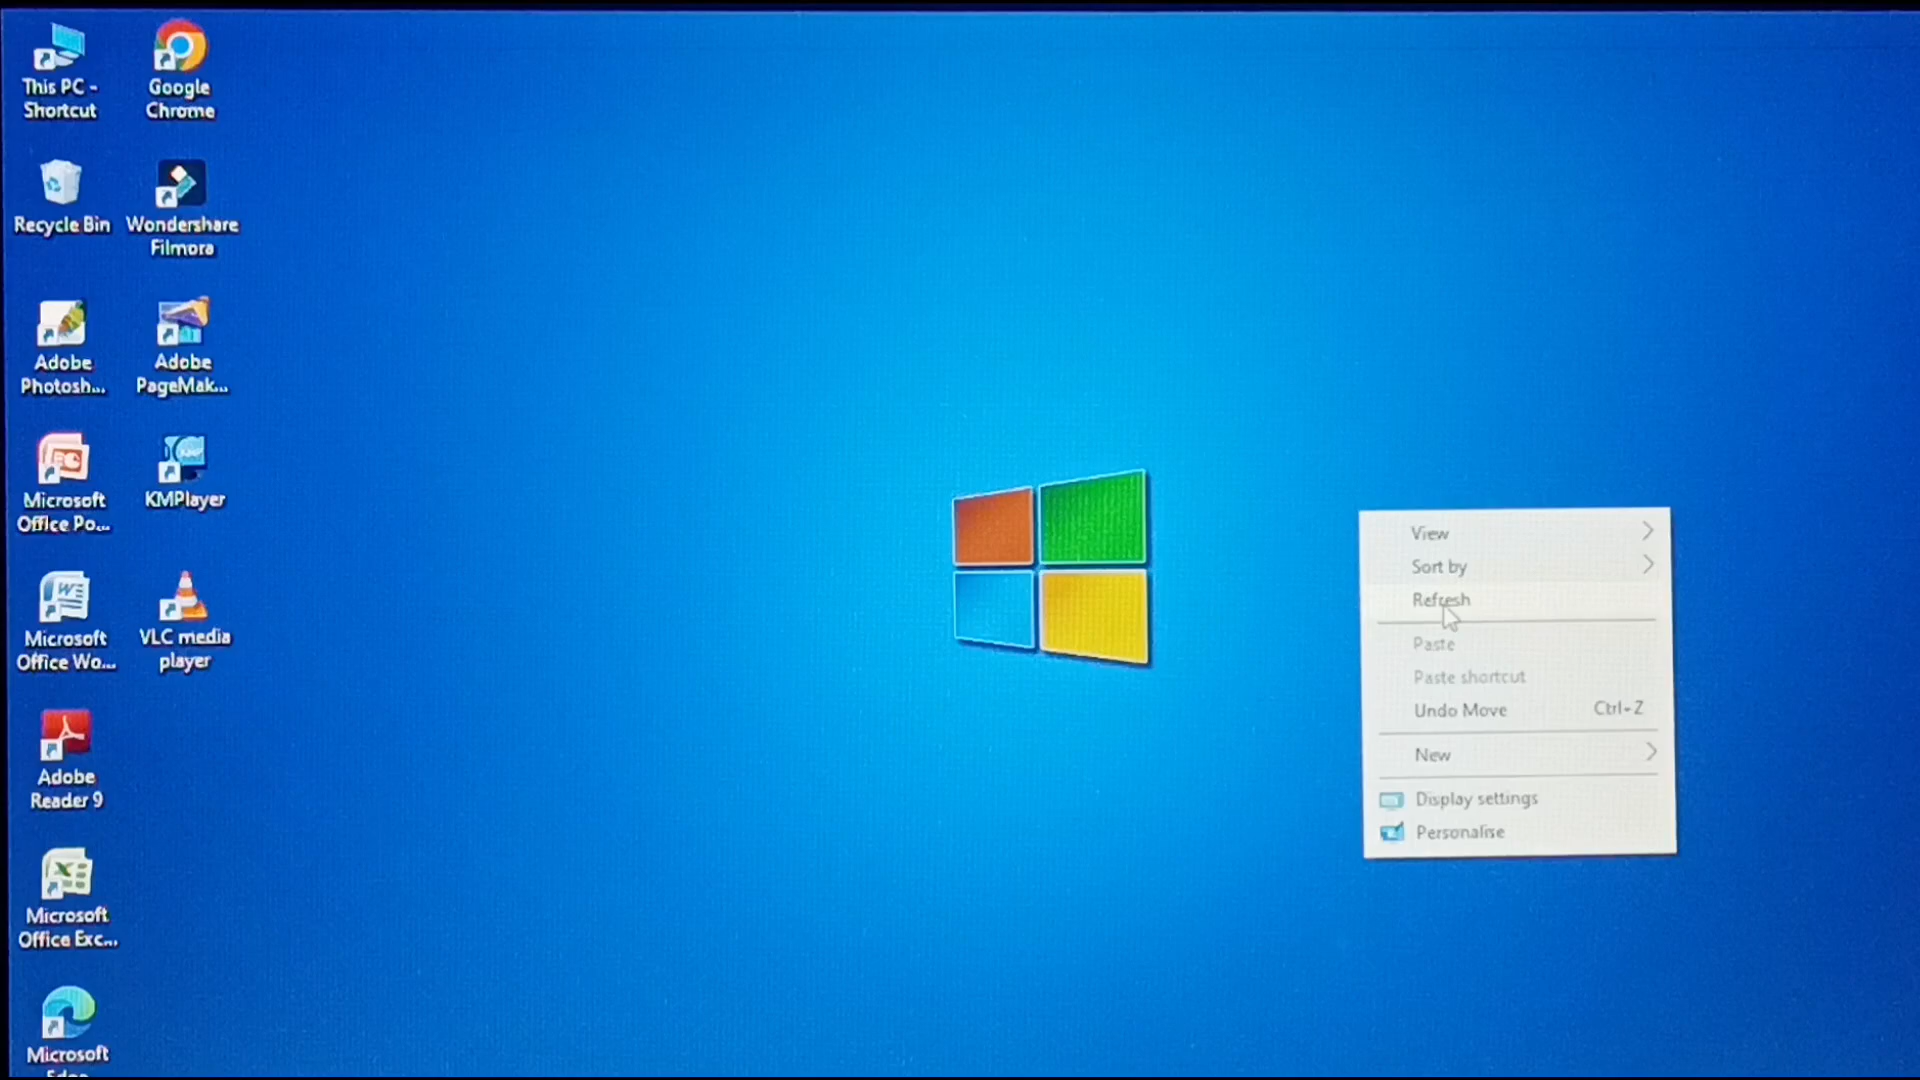 This PC -
Shortcut
Google
Chrome
Recycle Bin
Wondershare
Filmora
Adobe
Photosh...
Adobe
PageMak...
Microsoft
Office Po...
KMPlayer
Microsoft
Office Wo...
VLC media
player
Adobe
Reader 9
Microsoft
Office Exc...
Microsoft
Edge
View
Sort by
Refresh
Paste
Paste shortcut
Undo Move Ctrl+Z
New
Display settings
Personalise